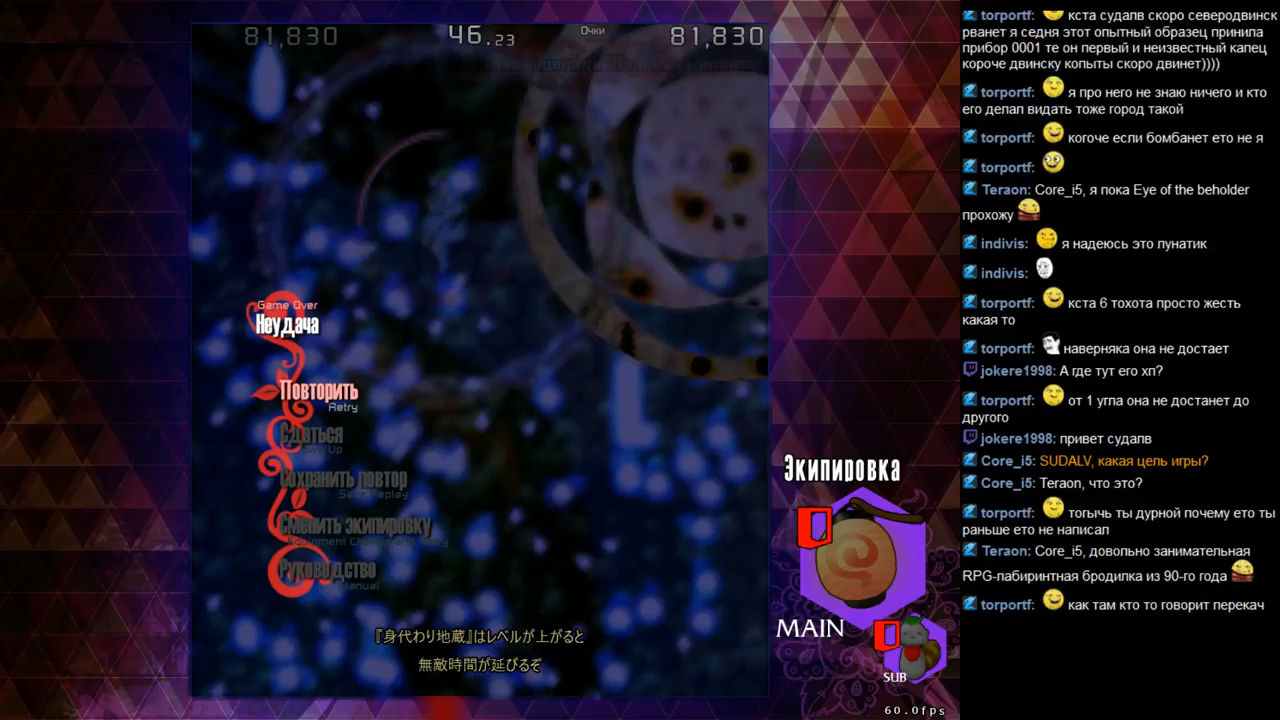 81,830
46.23
Очки
81,830
Game Over
Неудача
Повторить
Retry
Сдаться
Give Up
Сохранить повтор
Save Replay
Сменить экипировку
Руководство
Manual
『身代わり地蔵』はレベルが上がると
無敵時間が延びるぞ
Экипировка
MAIN
SUB
60.0fps
torportf: кста судапв скоро северодвинск
рванет я седня этот опытный образец принипа
прибор 0001 те он первый и неизвестный капец
короче двинску копыты скоро двинет))))
torportf: я про него не знаю ничего и кто
его депап видать тоже город такой
torportf: когоче если бомбанет ето не я
torportf:
Teraon: Core_i5, я пока Eye of the beholder
прохожу
indivis: я надеюсь это лунатик
indivis:
torportf: кста 6 тохота просто жесть
какая то
torportf: наверняка она не достает
jokere1998: А где тут его хп?
torportf: от 1 угпа она не достанет до
другого
jokere1998: привет судапв
Core_i5: SUDALV, какая цель игры?
Core_i5: Teraon, что это?
torportf: тогычь ты дурной почему ето ты
раньше ето не написап
Teraon: Core_i5, довольно занимательная
RPG-лабиринтная бродилка из 90-го года
torportf: как там кто то говорит перекач